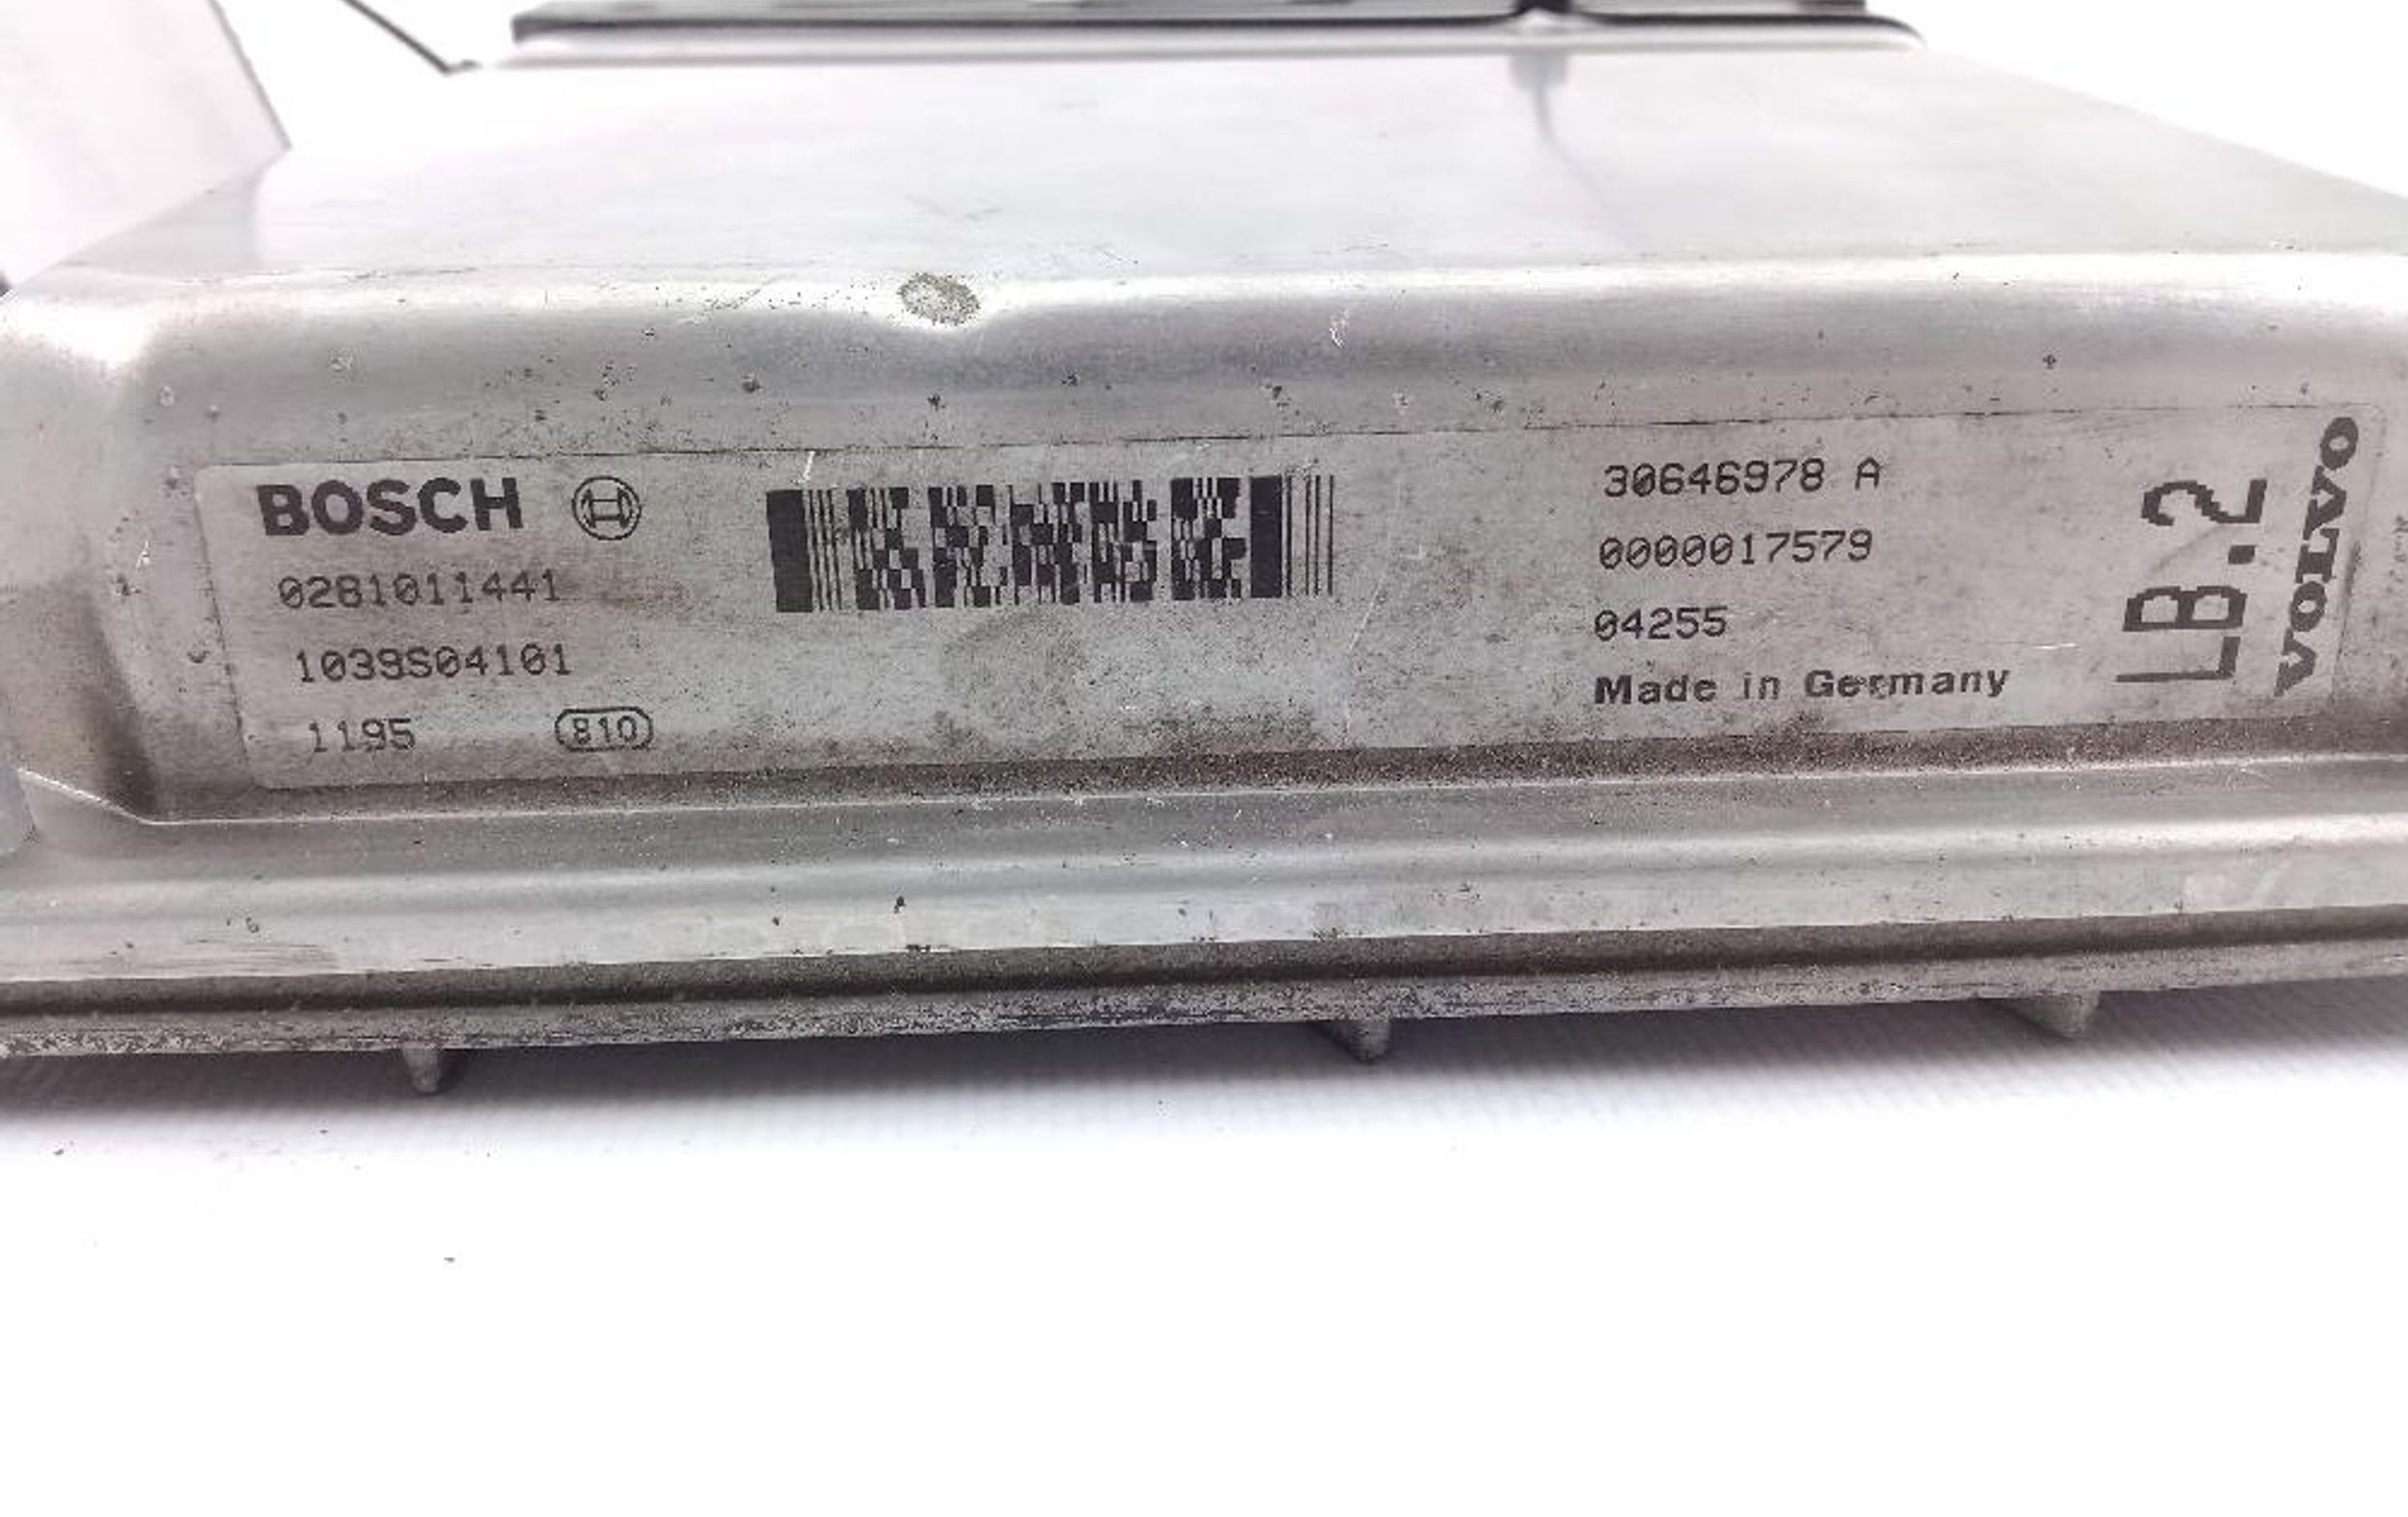 BOSCH
0281011441
1039S04101
1195 810
30646978 A
0000017579
04255
Made in Germany
LB.2
VOLVO